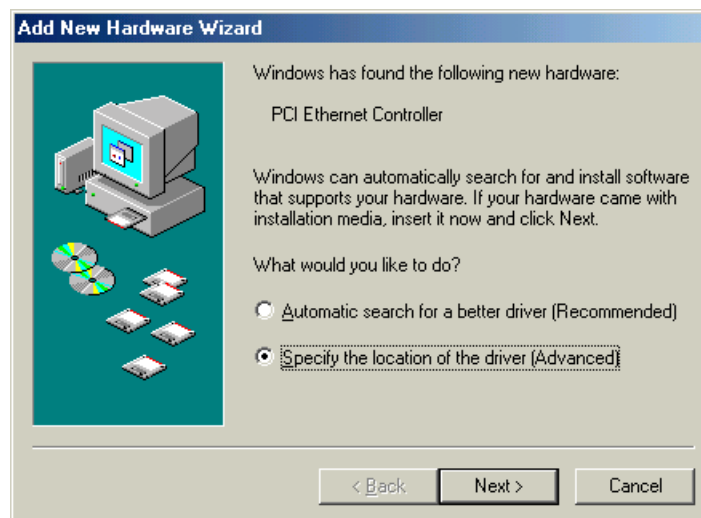 Add New Hardware Wizard
Windows has found the following new hardware:
PCI Ethernet Controller
Windows can automatically search for and install software
that supports your hardware. If your hardware came with
installation media, insert it now and click Next.
What would you like to do?
Automatic search for a better driver (Recommended)
Specify the location of the driver (Advanced)
< Back
Next >
Cancel